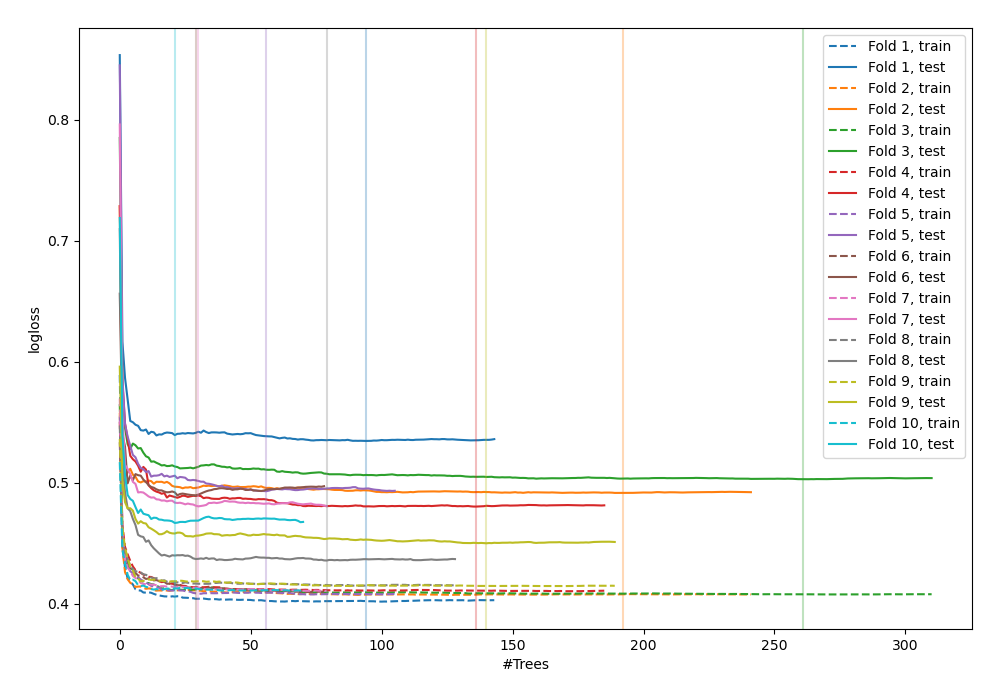 Fold 1, train
Fold 1, test
Fold 2, train
Fold 2, test
Fold 3, train
Fold 3, test
Fold 4, train
Fold 4, test
Fold 5, train
Fold 5, test
Fold 6, train
Fold 6, test
Fold 7, train
Fold 7, test
Fold 8, train
Fold 8, test
Fold 9, train
Fold 9, test
Fold 10, train
Fold 10, test
0.8
0.7
0.6
0.5
0.4
logloss
0 50 100 150 200 250 300
#Trees